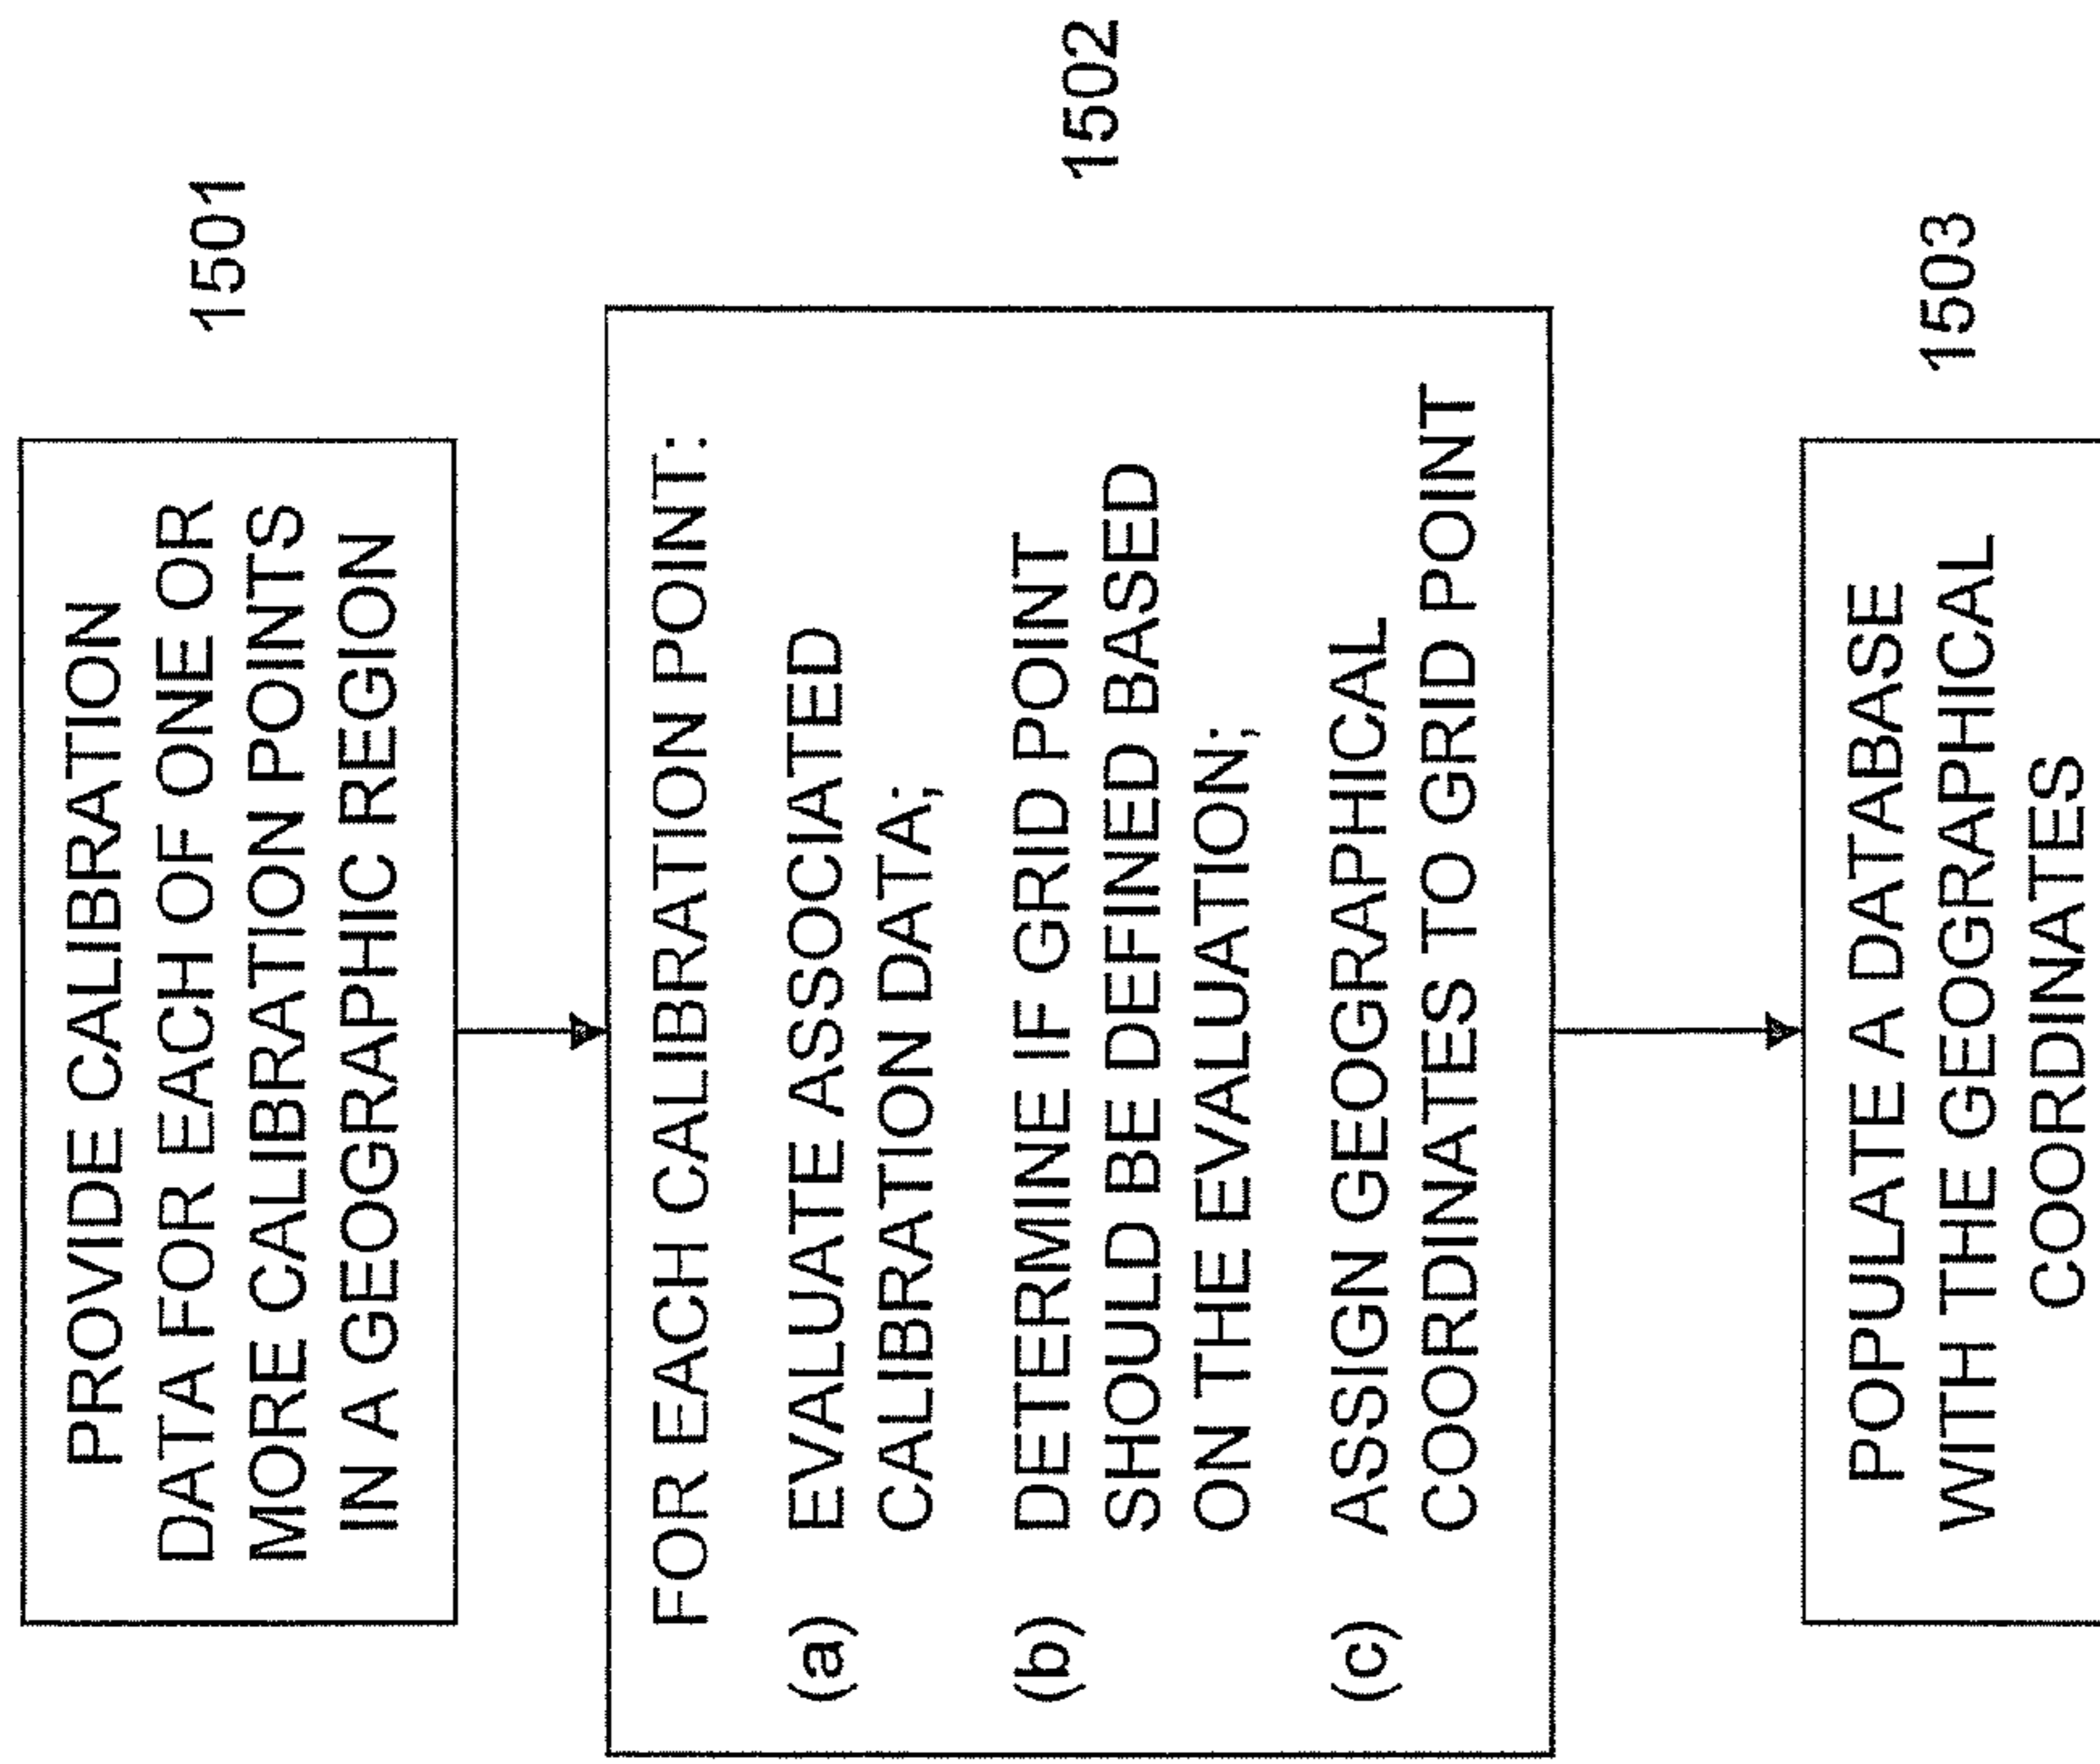 PROVIDE CALIBRATION
DATA FOR EACH OF ONE OR
MORE CALIBRATION POINTS
IN A GEOGRAPHIC REGION
1501
FOR EACH CALIBRATION POINT:
(a) EVALUATE ASSOCIATED
CALIBRATION DATA;
(b) DETERMINE IF GRID POINT
SHOULD BE DEFINED BASED
ON THE EVALUATION;
(c) ASSIGN GEOGRAPHICAL
COORDINATES TO GRID POINT
1502
POPULATE A DATABASE
WITH THE GEOGRAPHICAL
COORDINATES
1503